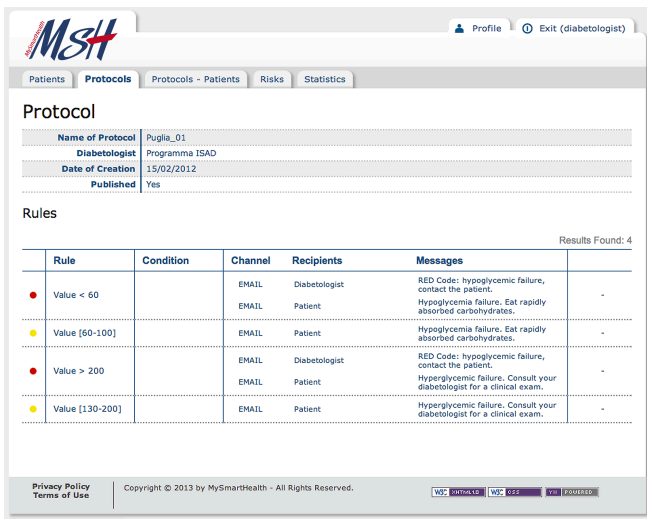 MySmartHealth
MSH
Profile
Exit (diabetologist)
Patients
Protocols
Protocols - Patients
Risks
Statistics
Protocol
Name of Protocol Puglia_01
Diabetologist Programma ISAD
Date of Creation 15/02/2012
Published Yes
Rules
Results Found: 4
Rule Condition Channel Recipients Messages
Value < 60 EMAIL Diabetologist RED Code: hypoglycemic failure,
contact the patient.
EMAIL Patient Hypoglycemia failure. Eat rapidly
absorbed carbohydrates.
-
Value [60-100] EMAIL Patient Hypoglycemia failure. Eat rapidly
absorbed carbohydrates.
-
Value > 200 EMAIL Diabetologist RED Code: hypoglycemic failure,
contact the patient.
EMAIL Patient Hyperglycemic failure. Consult your
diabetologist for a clinical exam.
-
Value [130-200] EMAIL Patient Hyperglycemic failure. Consult your
diabetologist for a clinical exam.
-
Privacy Policy
Terms of Use
Copyright © 2013 by MySmartHealth - All Rights Reserved.
W3C XHTML1.0
W3C CSS
YII POWERED